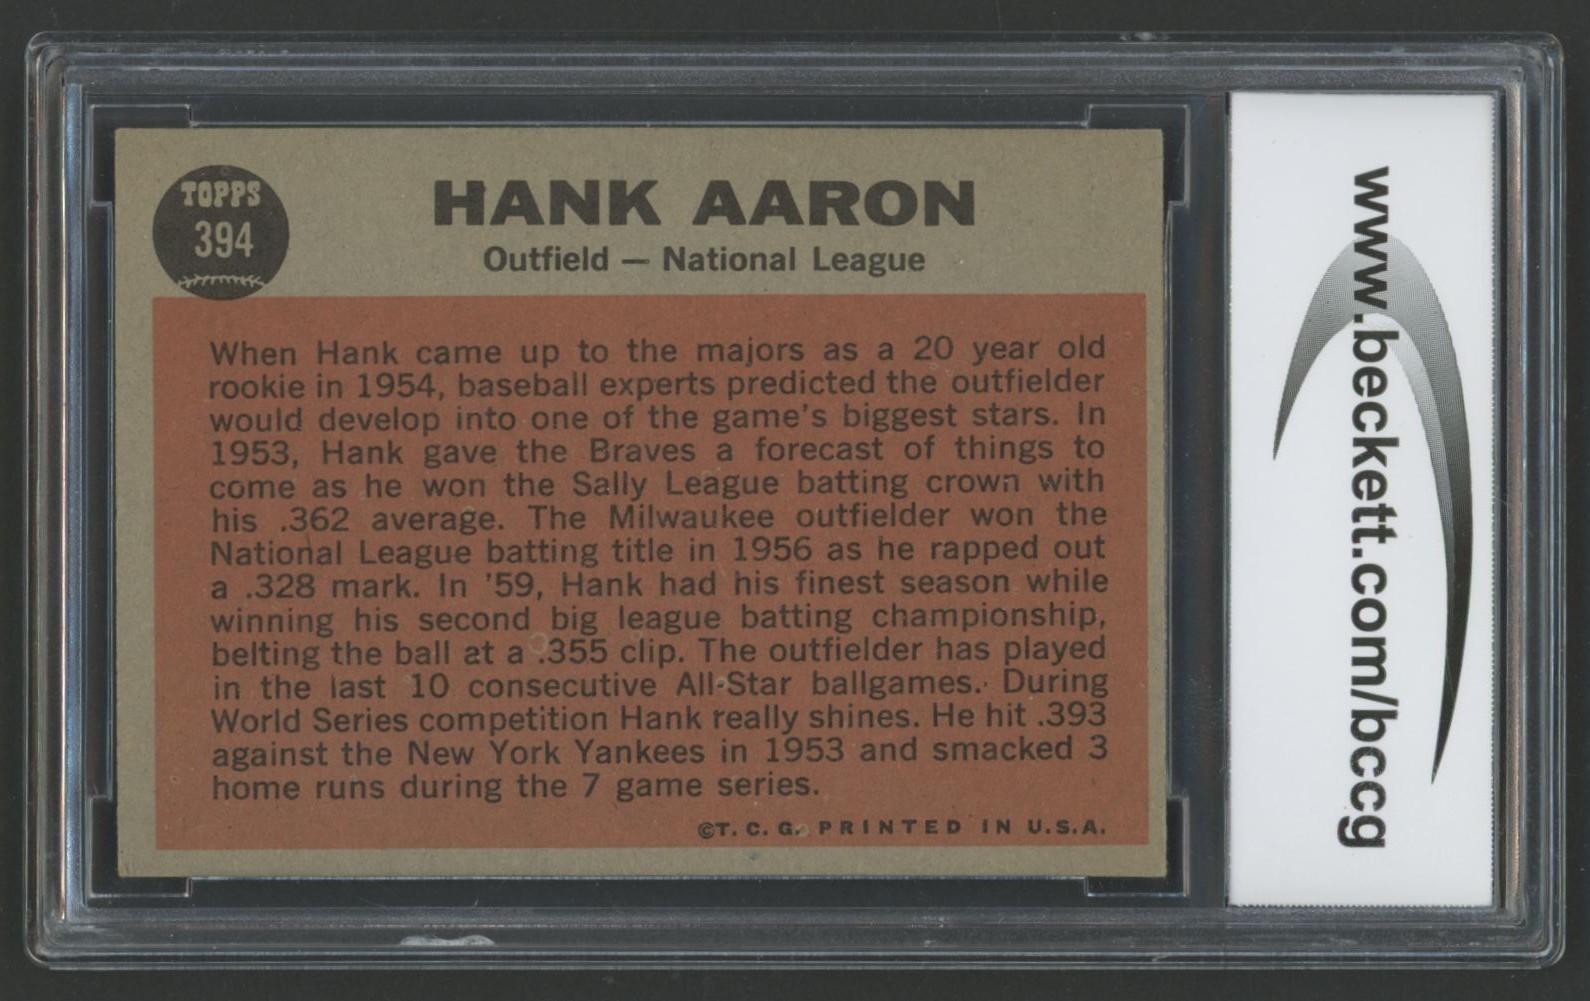 TOPPS
394
HANK AARON
Outfield — National League
When Hank came up to the majors as a 20 year old
rookie in 1954, baseball experts predicted the outfielder
would develop into one of the game's biggest stars. In
1953, Hank gave the Braves a forecast of things to
come as he won the Sally League batting crown with
his .362 average. The Milwaukee outfielder won the
National League batting title in 1956 as he rapped out
a .328 mark. In '59, Hank had his finest season while
winning his second big league batting championship,
belting the ball at a .355 clip. The outfielder has played
in the last 10 consecutive All-Star ballgames. During
World Series competition Hank really shines. He hit .393
against the New York Yankees in 1953 and smacked 3
home runs during the 7 game series.
©T. C. G. PRINTED IN U.S.A.
www.beckett.com/bccg